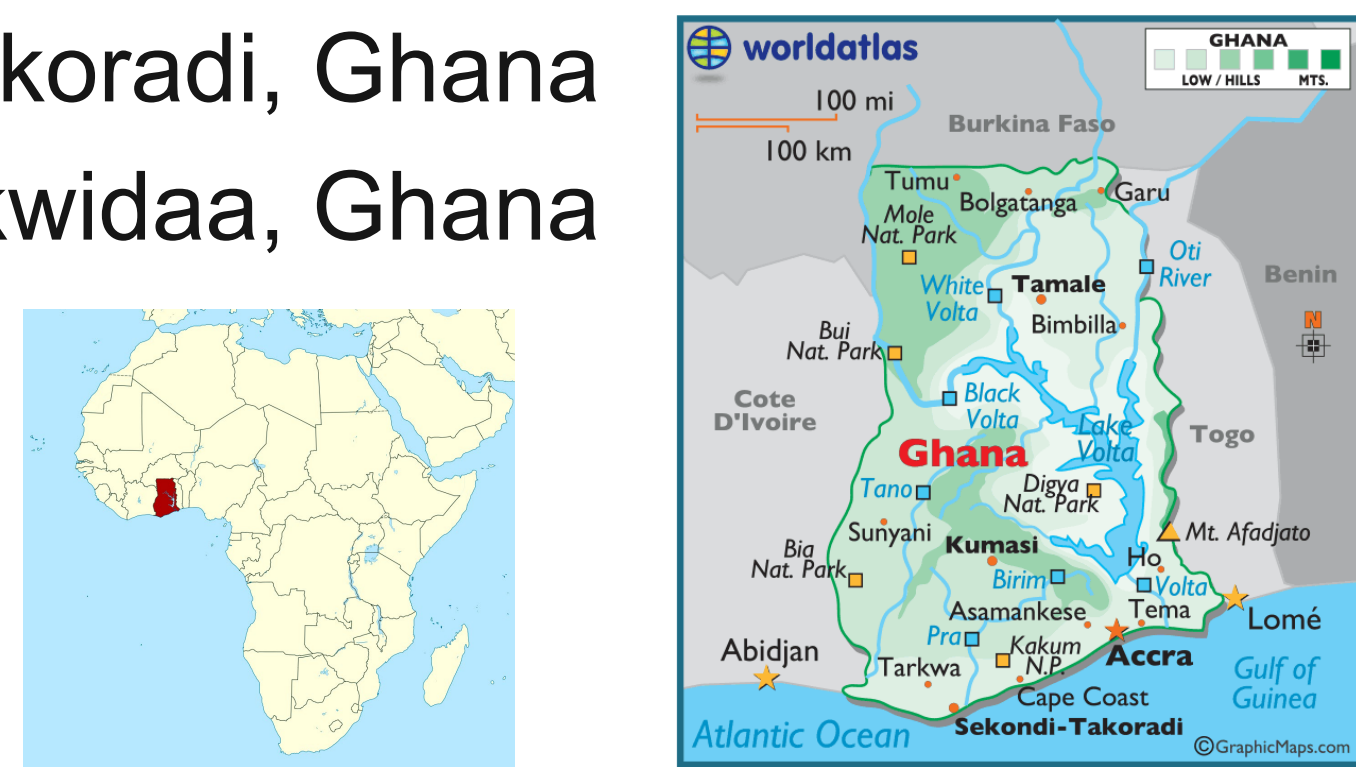 koradi, Ghana
kwidaa, Ghana
worldatlas
GHANA
LOW / HILLS MTS.
100 mi
100 km
Burkina Faso
Tumu
Bolgatanga
Garu
Mole
Nat. Park
Oti
River
Benin
White
Volta
Tamale
Bimbilla
Bui
Nat. Park
Cote
D'Ivoire
Black
Volta
Lake
Volta
Togo
Ghana
Tano
Digya
Nat. Park
Sunyani
Mt. Afadjato
Kumasi
Bia
Nat. Park
Birim
Ho
Volta
Asamankese
Tema
Lomé
Pra
Kakum
N.P.
Accra
Abidjan
Tarkwa
Gulf of
Guinea
Cape Coast
Sekondi-Takoradi
Atlantic Ocean
©GraphicMaps.com
N